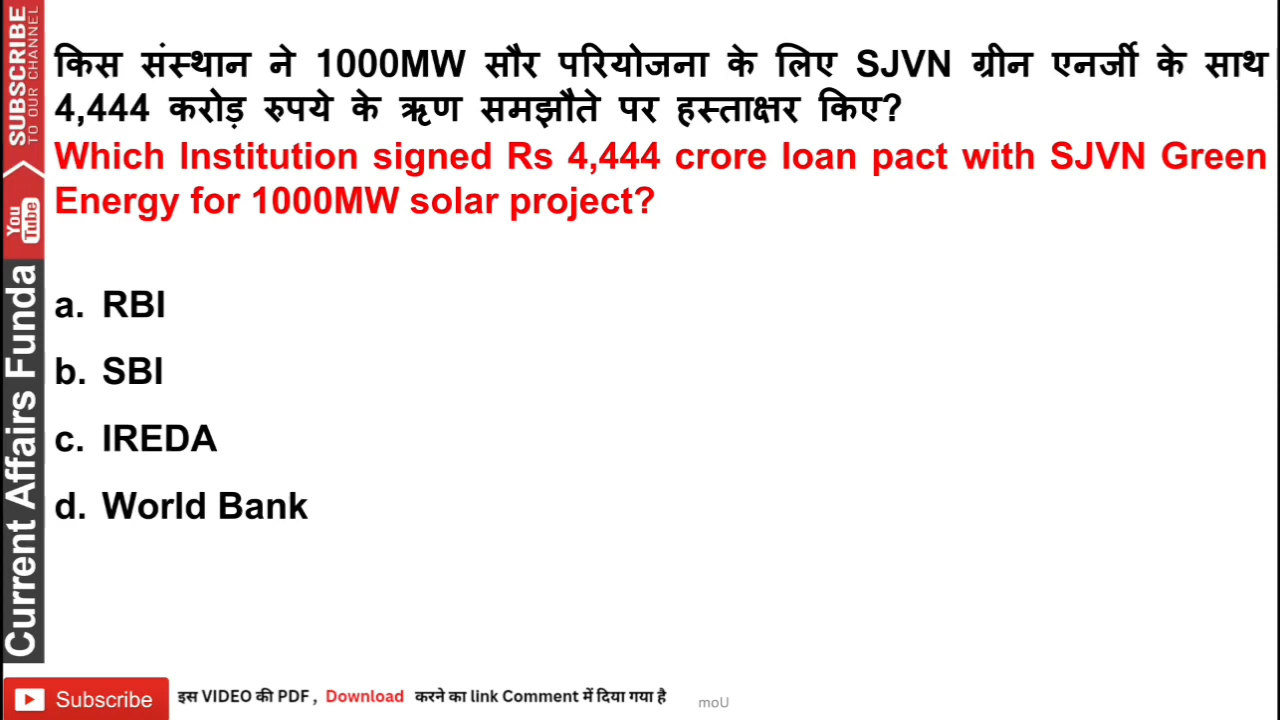 किस संस्थान ने 1000MW सौर परियोजना के लिए SJVN ग्रीन एनर्जी के साथ
4,444 करोड़ रुपये के ऋण समझौते पर हस्ताक्षर किए?
Which Institution signed Rs 4,444 crore loan pact with SJVN Green
Energy for 1000MW solar project?
a. RBI
b. SBI
c. IREDA
d. World Bank
SUBSCRIBE
TO OUR CHANNEL
You
Tube
Current Affairs Funda
Subscribe
इस VIDEO की PDF , Download करने का link Comment में दिया गया है
moU